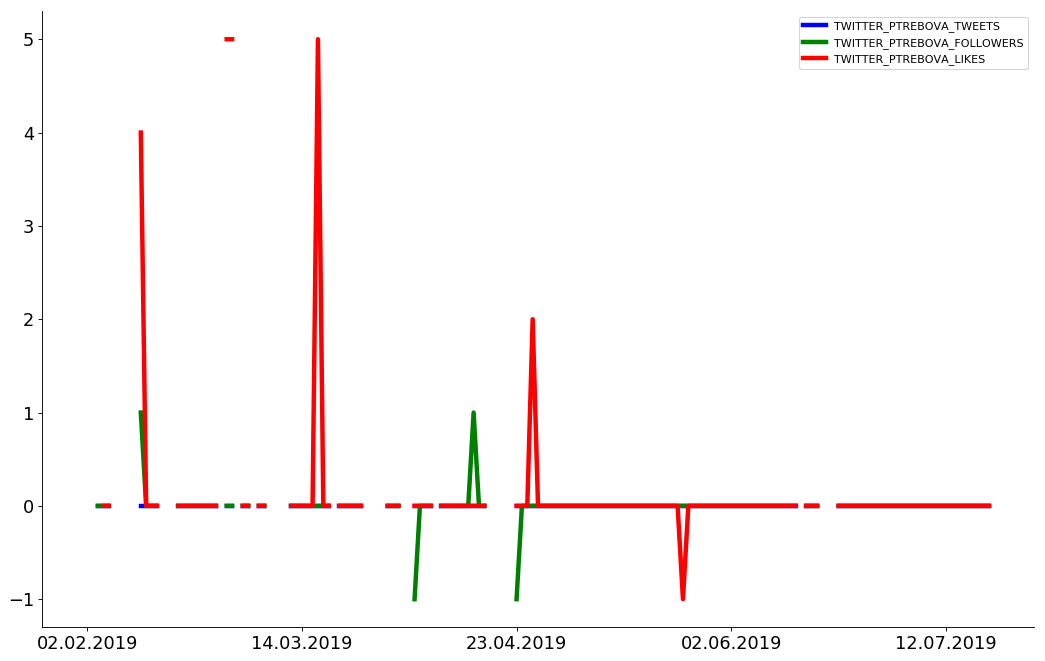 TWITTER_PTREBOVA_TWEETS
TWITTER_PTREBOVA_FOLLOWERS
TWITTER_PTREBOVA_LIKES
5
4
3
2
1
0
−1
02.02.2019 14.03.2019 23.04.2019 02.06.2019 12.07.2019